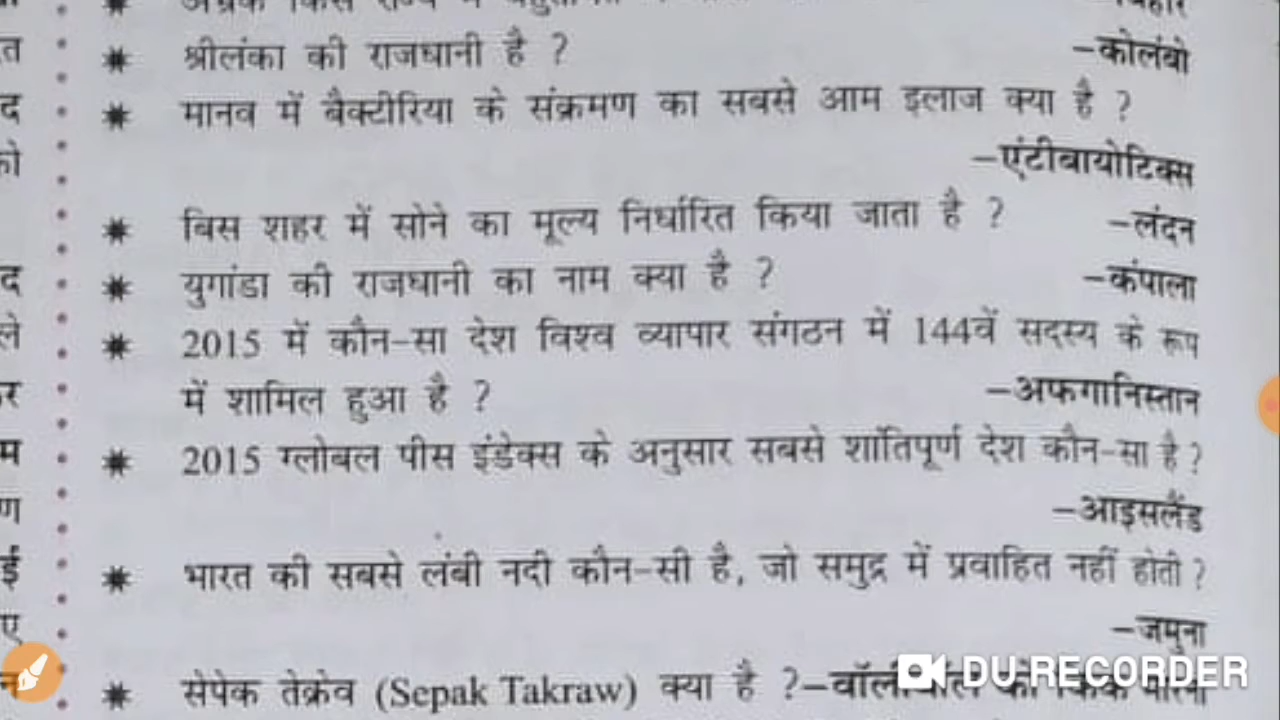 * श्रीलंका की राजधानी है ? –कोलंबो
* मानव में बैक्टीरिया के संक्रमण का सबसे आम इलाज क्या है ?
–एंटीबायोटिक्स
* बिस शहर में सोने का मूल्य निर्धारित किया जाता है ? –लंदन
* युगांडा की राजधानी का नाम क्या है ? –कंपाला
* 2015 में कौन-सा देश विश्व व्यापार संगठन में 144वें सदस्य के रूप
में शामिल हुआ है ? –अफगानिस्तान
* 2015 ग्लोबल पीस इंडेक्स के अनुसार सबसे शांतिपूर्ण देश कौन-सा है ?
–आइसलैंड
* भारत की सबसे लंबी नदी कौन-सी है, जो समुद्र में प्रवाहित नहीं होती ?
–जमुना
* सेपेक तेक्रेव (Sepak Takraw) क्या है ?
DU RECORDER